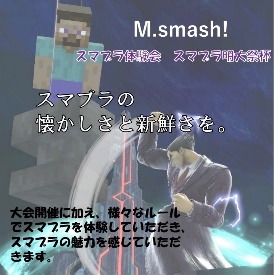 M.smash!
スマブラ体験会 スマブラ明大祭杯
スマブラの
懐かしさと新鮮さを。
大会開催に加え、様々なルール
でスマブラを体験していただき、
スマブラの魅力を感じていただ
きます。